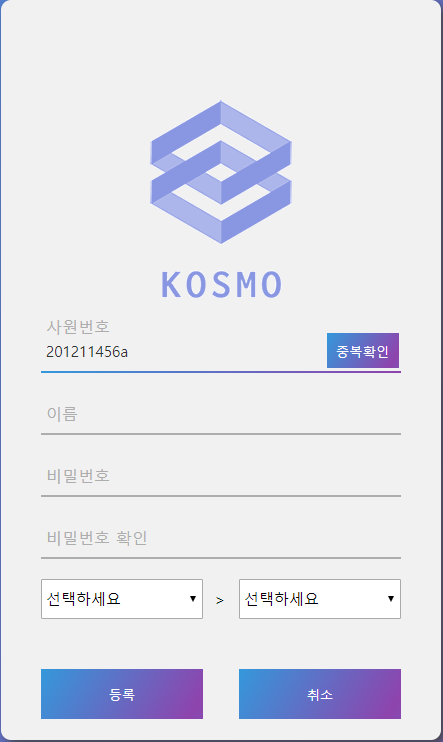 KOSMO
사원번호
201211456a
중복확인
이름
비밀번호
비밀번호 확인
선택하세요 > 선택하세요
등록 취소